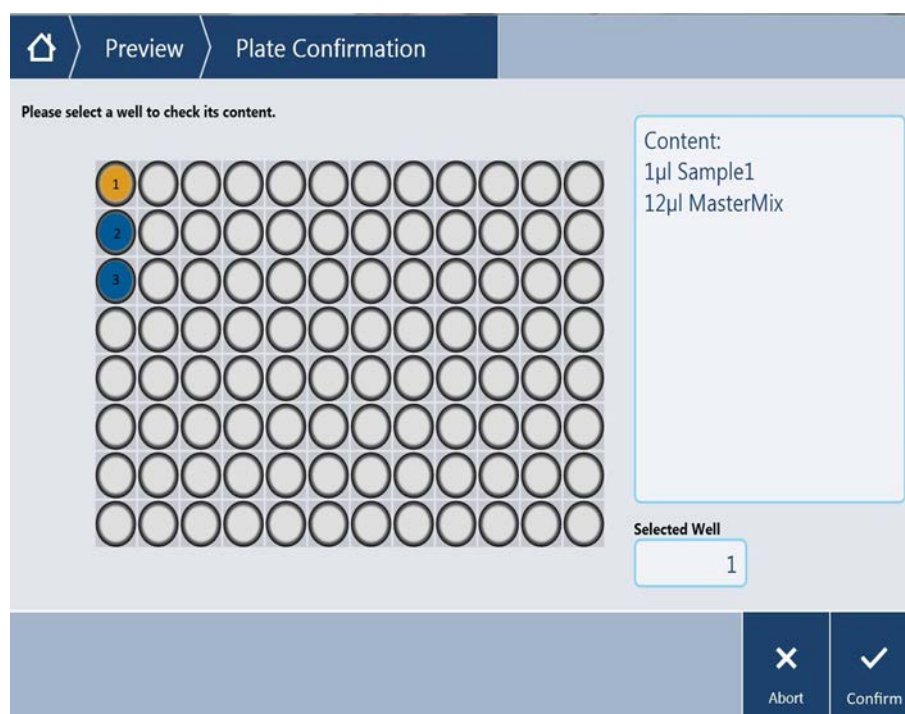 Preview
Plate Confirmation
Please select a well to check its content.
1
2
3
Content:
1µl Sample1
12µl MasterMix
Selected Well
1
Abort
Confirm